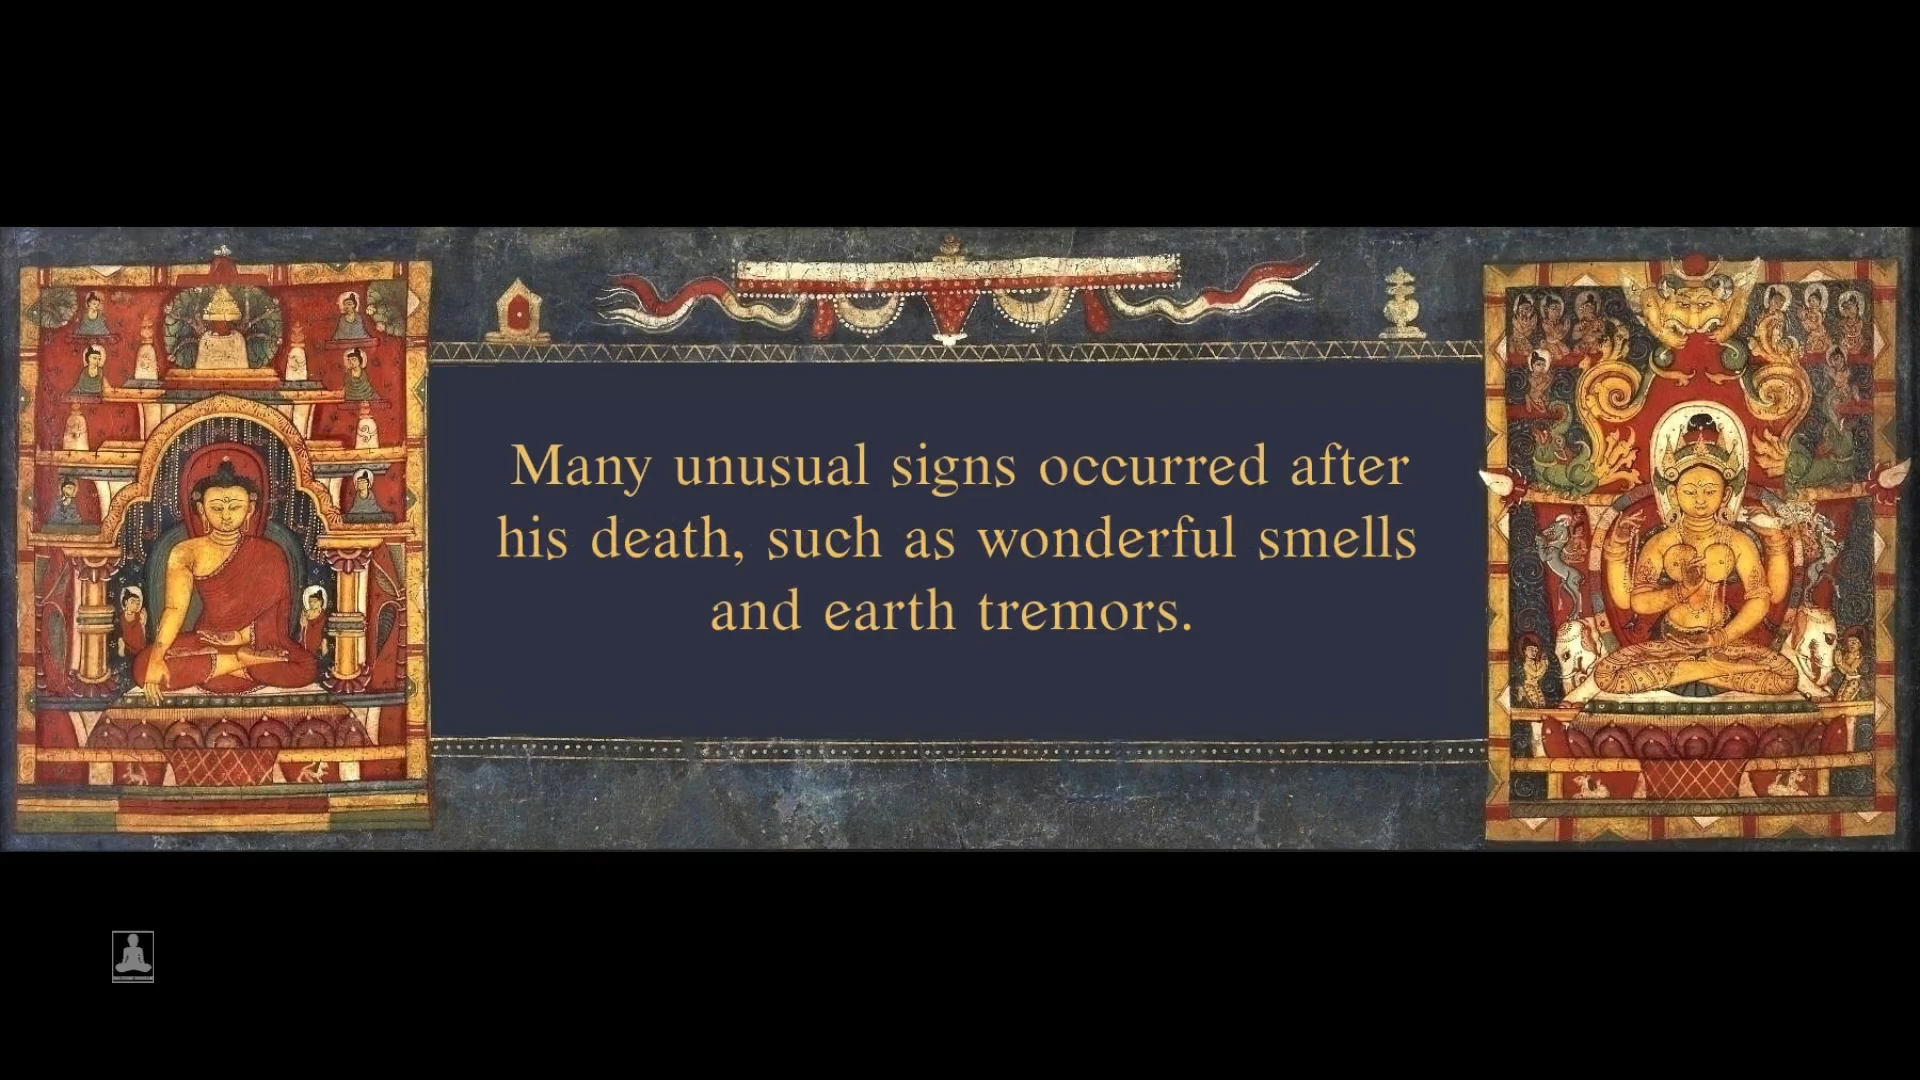 Many unusual signs occurred after
his death, such as wonderful smells
and earth tremors.